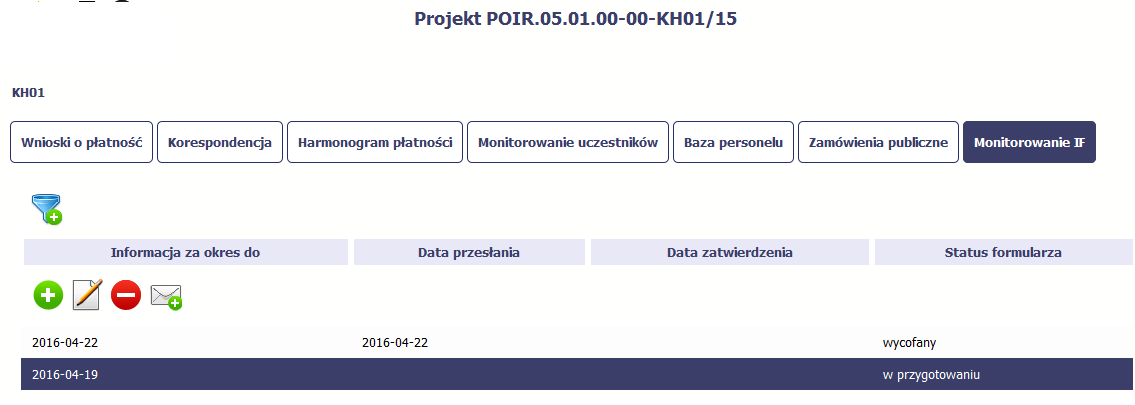 Projekt POIR.05.01.00-00-KH01/15
KH01
Wnioski o płatność Korespondencja Harmonogram płatności Monitorowanie uczestników Baza personelu Zamówienia publiczne Monitorowanie IF
Informacja za okres do Data przesłania Data zatwierdzenia Status formularza
2016-04-22 2016-04-22 wycofany
2016-04-19 w przygotowaniu